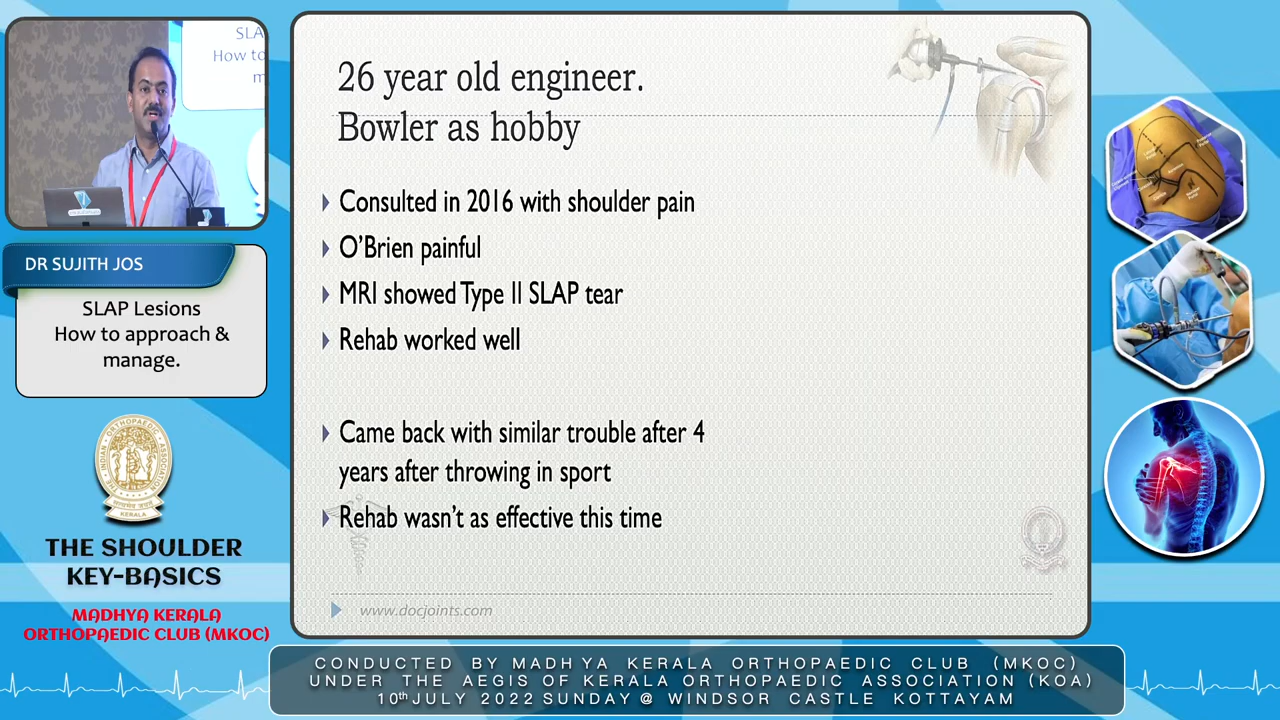 SLA
How to
m
DR SUJITH JOS
SLAP Lesions
How to approach &
manage.
THE SHOULDER
KEY-BASICS
MADHYA KERALA
ORTHOPAEDIC CLUB (MKOC)
26 year old engineer.
Bowler as hobby
Consulted in 2016 with shoulder pain
O'Brien painful
MRI showed Type II SLAP tear
Rehab worked well
Came back with similar trouble after 4
years after throwing in sport
Rehab wasn't as effective this time
www.docjoints.com
CONDUCTED BY MADHYA KERALA ORTHOPAEDIC CLUB (MKOC)
UNDER THE AEGIS OF KERALA ORTHOPAEDIC ASSOCIATION (KOA)
10th JULY 2022 SUNDAY @ WINDSOR CASTLE KOTTAYAM